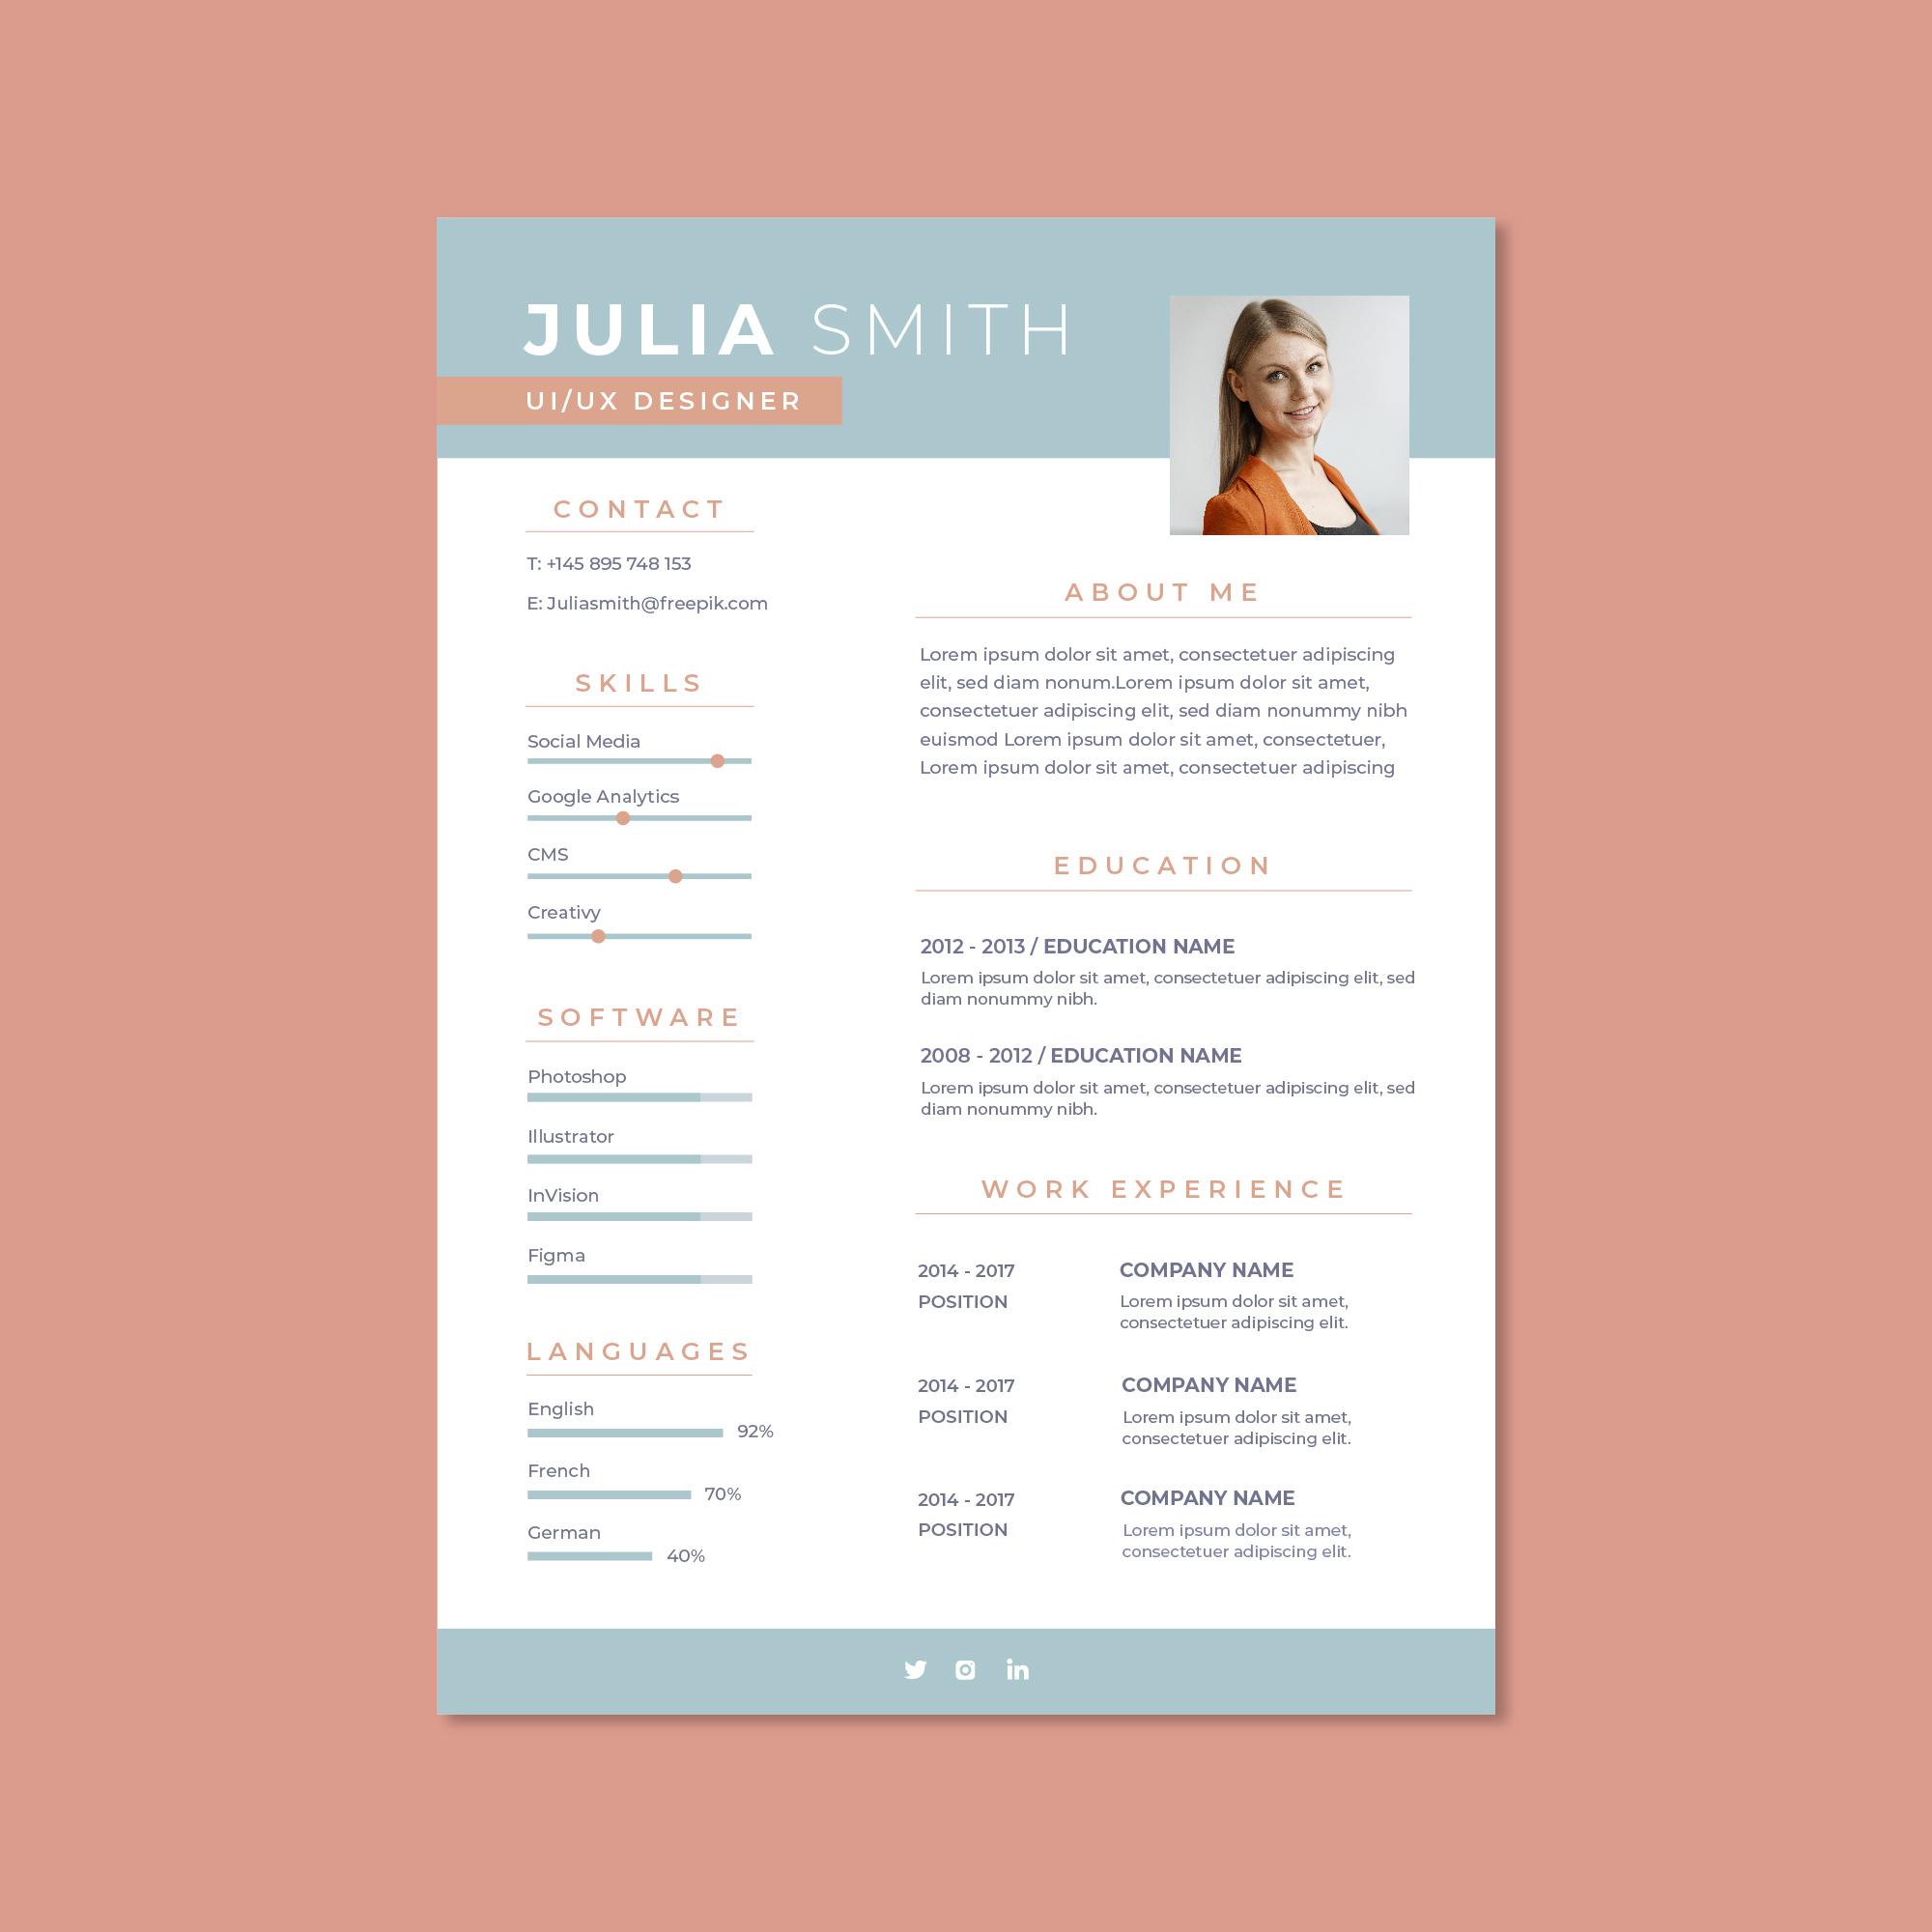 JULIA SMITH
UI/UX DESIGNER
CONTACT
T: +145 895 748 153
E: Juliasmith@freepik.com
SKILLS
Social Media
Google Analytics
CMS
Creativy
SOFTWARE
Photoshop
Illustrator
InVision
Figma
LANGUAGES
English
92%
French
70%
German
40%
ABOUT ME
Lorem ipsum dolor sit amet, consectetuer adipiscing
elit, sed diam nonum.Lorem ipsum dolor sit amet,
consectetuer adipiscing elit, sed diam nonummy nibh
euismod Lorem ipsum dolor sit amet, consectetuer,
Lorem ipsum dolor sit amet, consectetuer adipiscing
EDUCATION
2012 - 2013 / EDUCATION NAME
Lorem ipsum dolor sit amet, consectetuer adipiscing elit, sed
diam nonummy nibh.
2008 - 2012 / EDUCATION NAME
Lorem ipsum dolor sit amet, consectetuer adipiscing elit, sed
diam nonummy nibh.
WORK EXPERIENCE
2014 - 2017
POSITION
COMPANY NAME
Lorem ipsum dolor sit amet,
consectetuer adipiscing elit.
2014 - 2017
POSITION
COMPANY NAME
Lorem ipsum dolor sit amet,
consectetuer adipiscing elit.
2014 - 2017
POSITION
COMPANY NAME
Lorem ipsum dolor sit amet,
consectetuer adipiscing elit.
in